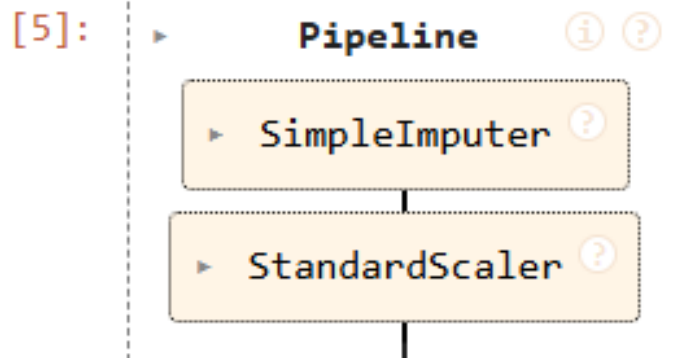 [5]: Pipeline i ?
SimpleImputer ?
StandardScaler ?